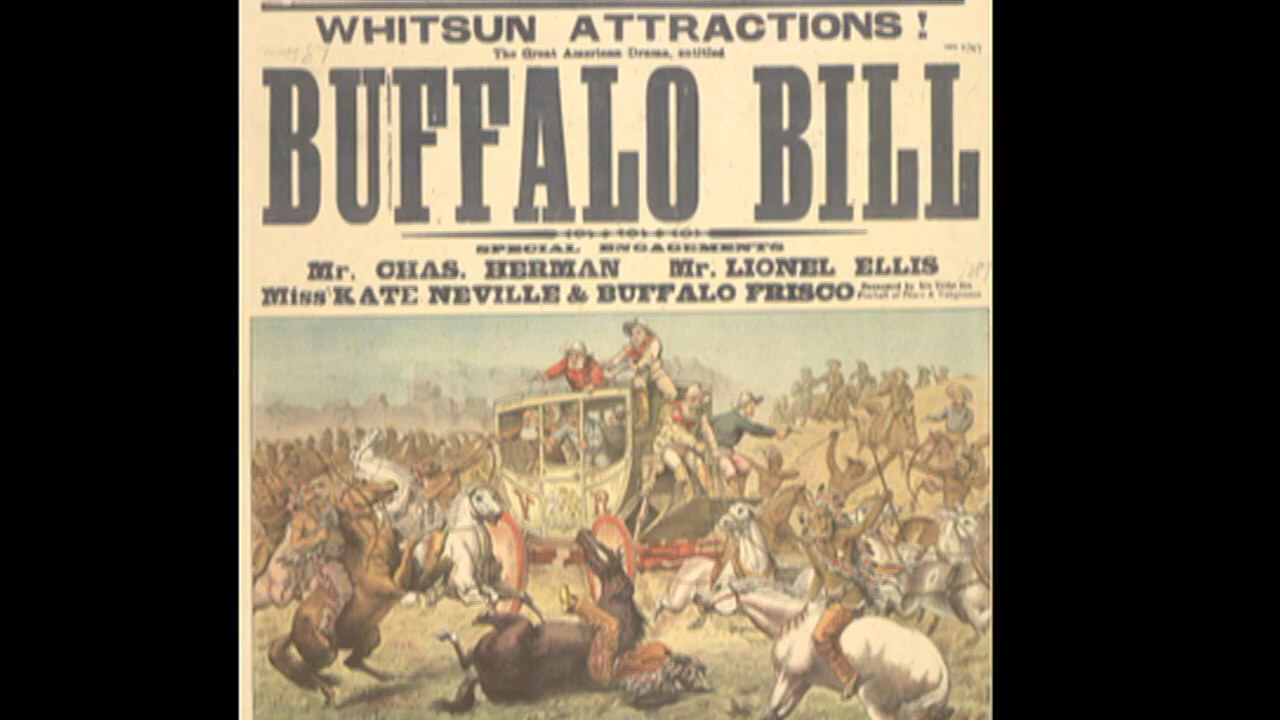 WHITSUN ATTRACTIONS!
The Great American Drama, entitled
BUFFALO BILL
SPECIAL ENGAGEMENTS
Mr. CHAS. HERMAN Mr. LIONEL ELLIS
Miss KATE NEVILLE & BUFFALO FRISCO
V R